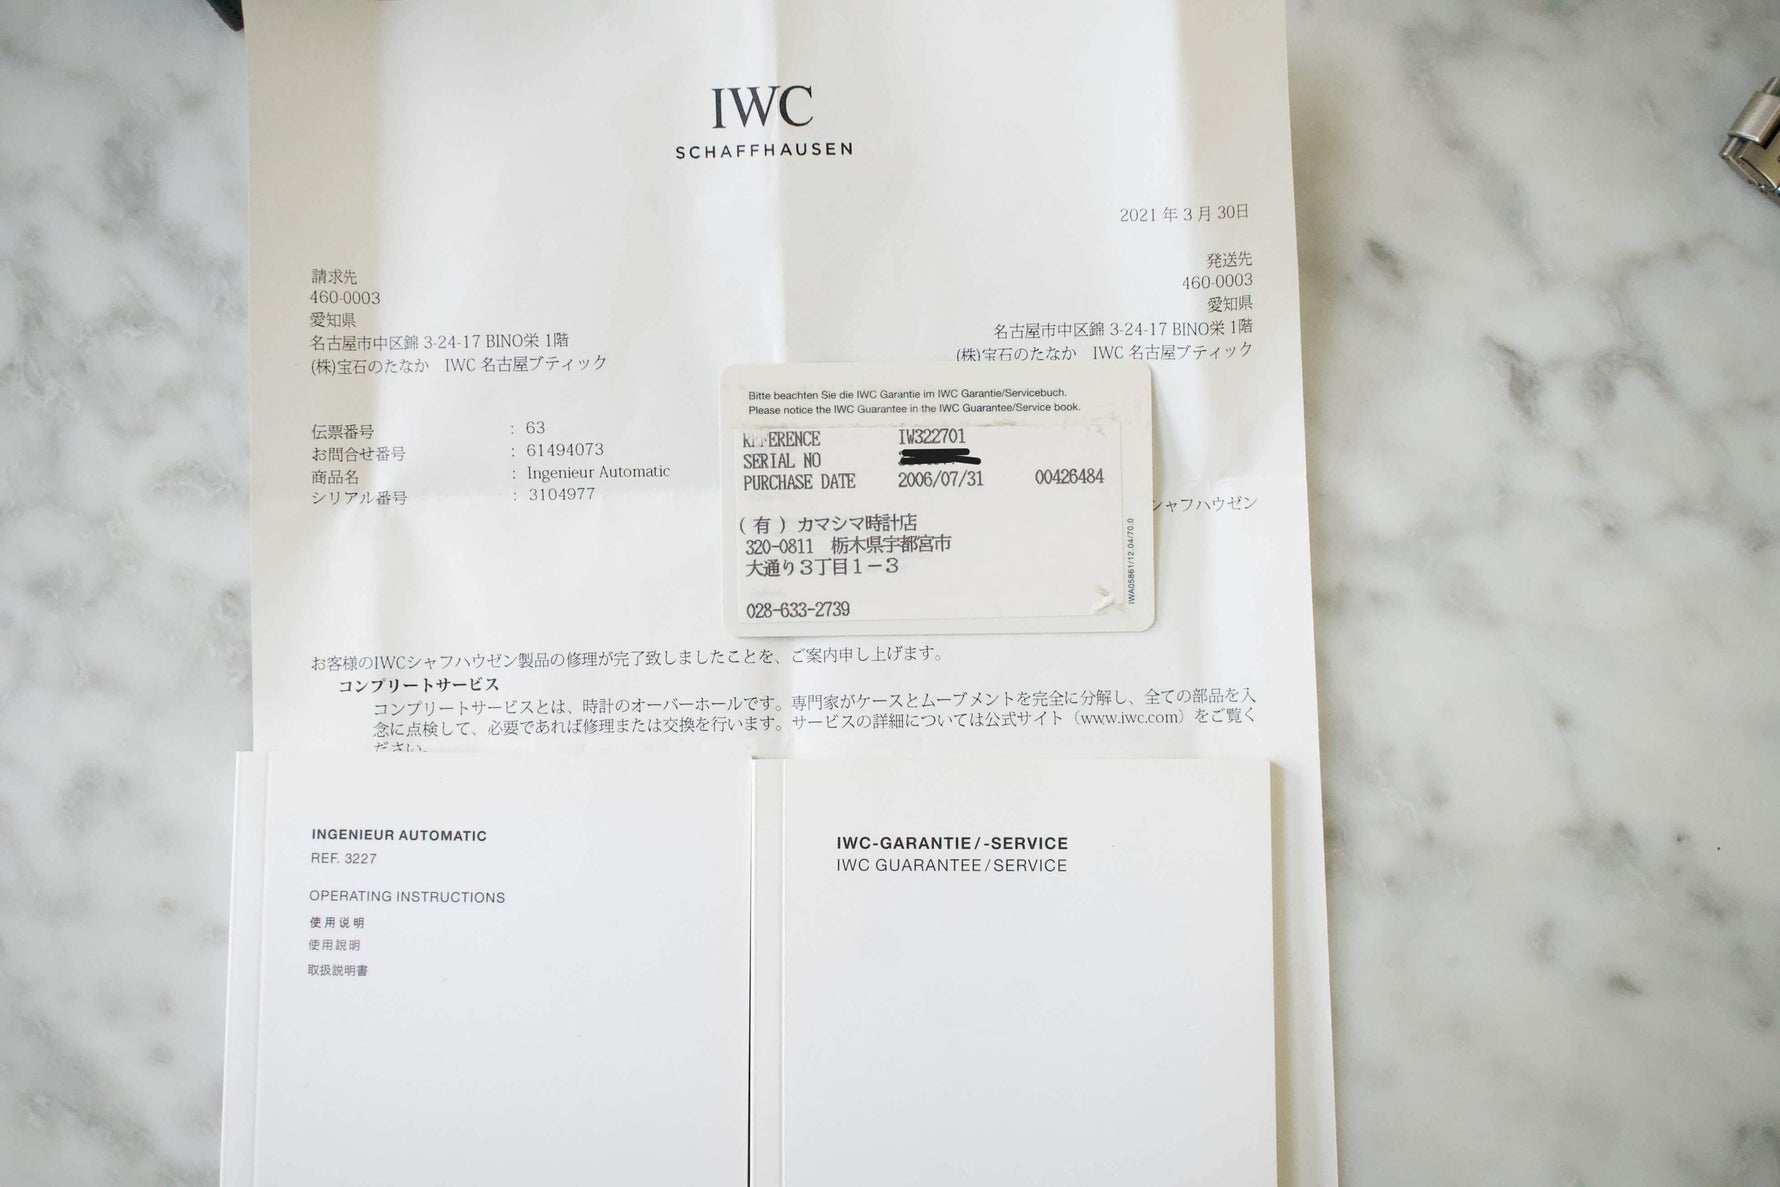 IWC
SCHAFFHAUSEN
2021 年 3 月 30日
請求先
460-0003
愛知県
名古屋市中区錦 3-24-17 BINO栄 1階
(株)宝石のたなか　IWC 名古屋ブティック
発送先
460-0003
愛知県
名古屋市中区錦 3-24-17 BINO栄 1階
(株)宝石のたなか　IWC 名古屋ブティック
伝票番号 : 63
お問合せ番号 : 61494073
商品名 : Ingenieur Automatic
シリアル番号 : 3104977
シャフハウゼン
Bitte beachten Sie die IWC Garantie im IWC Garantie/Servicebuch.
Please notice the IWC Guarantee in the IWC Guarantee/Service book.
REFERENCE IW322701
SERIAL NO
PURCHASE DATE 2006/07/31 00426484
(有) カマシマ時計店
320-0811 栃木県宇都宮市
大通り３丁目１－３
028-633-2739
IWA05861/12.04/70.0
お客様のIWCシャフハウゼン製品の修理が完了致しましたことを、ご案内申し上げます。
コンプリートサービス
コンプリートサービスとは、時計のオーバーホールです。専門家がケースとムーブメントを完全に分解し、全ての部品を入
念に点検して、必要であれば修理または交換を行います。サービスの詳細については公式サイト（www.iwc.com）をご覧く
ださい。
INGENIEUR AUTOMATIC
REF. 3227
OPERATING INSTRUCTIONS
使用说明
使用說明
取扱説明書
IWC-GARANTIE/-SERVICE
IWC GUARANTEE/SERVICE